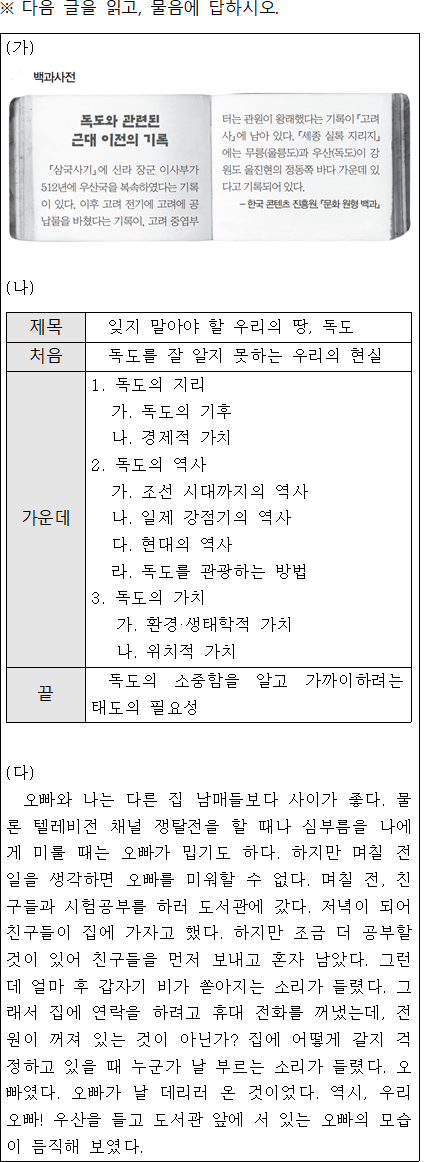 ※ 다음 글을 읽고, 물음에 답하시오.
(가)
백과사전
독도와 관련된
근대 이전의 기록
『삼국사기』에 신라 장군 이사부가
512년에 우산국을 복속하였다는 기록
이 있다. 이후 고려 전기에 고려에 공
납물을 바쳤다는 기록이, 고려 중엽부
터는 관원이 왕래했다는 기록이 『고려
사』에 남아 있다. 『세종 실록 지리지』
에는 무릉(울릉도)과 우산(독도)이 강
원도 울진현의 정동쪽 바다 가운데 있
다고 기록되어 있다.
- 한국 콘텐츠 진흥원, 『문화 원형 백과』
(나)
제목 잊지 말아야 할 우리의 땅, 독도
처음 독도를 잘 알지 못하는 우리의 현실
가운데
1. 독도의 지리
가. 독도의 기후
나. 경제적 가치
2. 독도의 역사
가. 조선 시대까지의 역사
나. 일제 강점기의 역사
다. 현대의 역사
라. 독도를 관광하는 방법
3. 독도의 가치
가. 환경·생태학적 가치
나. 위치적 가치
끝
독도의 소중함을 알고 가까이하려는
태도의 필요성
(다)
오빠와 나는 다른 집 남매들보다 사이가 좋다. 물
론 텔레비전 채널 쟁탈전을 할 때나 심부름을 나에
게 미룰 때는 오빠가 밉기도 하다. 하지만 며칠 전
일을 생각하면 오빠를 미워할 수 없다. 며칠 전, 친
구들과 시험공부를 하러 도서관에 갔다. 저녁이 되어
친구들이 집에 가자고 했다. 하지만 조금 더 공부할
것이 있어 친구들을 먼저 보내고 혼자 남았다. 그런
데 얼마 후 갑자기 비가 쏟아지는 소리가 들렸다. 그
래서 집에 연락을 하려고 휴대 전화를 꺼냈는데, 전
원이 꺼져 있는 것이 아닌가? 집에 어떻게 갈지 걱
정하고 있을 때 누군가 날 부르는 소리가 들렸다. 오
빠였다. 오빠가 날 데리러 온 것이었다. 역시, 우리
오빠! 우산을 들고 도서관 앞에 서 있는 오빠의 모습
이 듬직해 보였다.